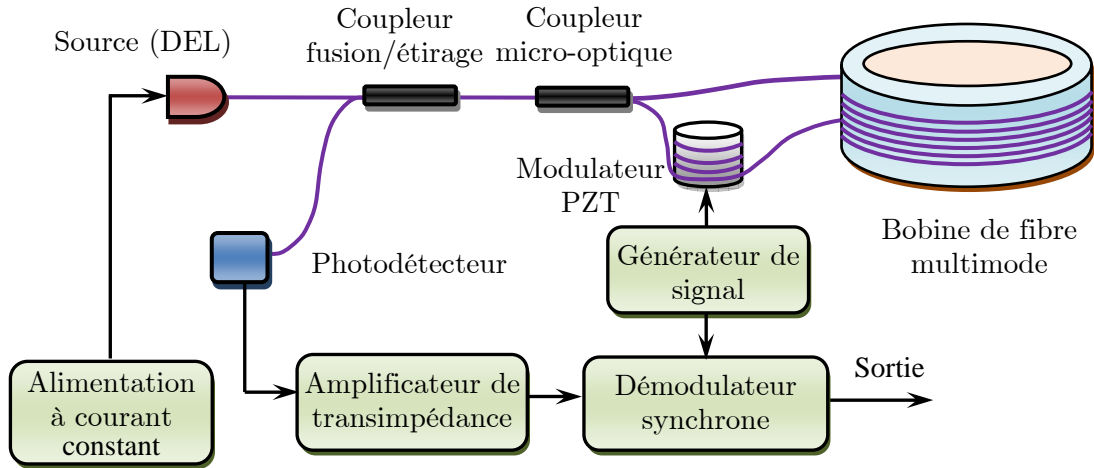 Source (DEL)
Coupleur
fusion/étirage
Coupleur
micro-optique
Modulateur
PZT
Bobine de fibre
multimode
Photodétecteur
Générateur de
signal
Alimentation
à courant
constant
Amplificateur de
transimpédance
Démodulateur
synchrone
Sortie